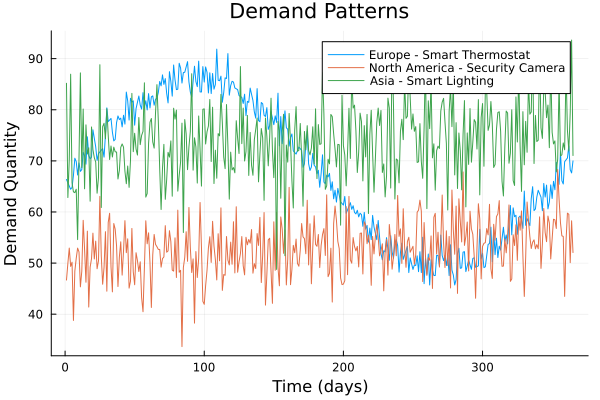 Demand Patterns
Europe - Smart Thermostat
North America - Security Camera
Asia - Smart Lighting
90
80
70
60
50
40
Demand Quantity
0
100
200
300
Time (days)